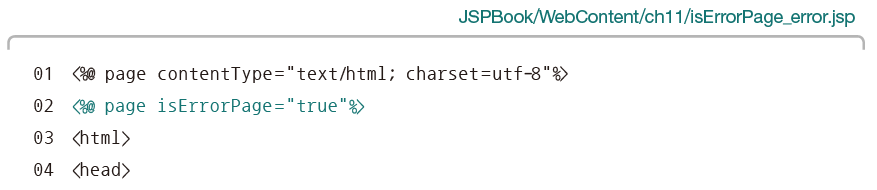 JSPBook/WebContent/ch11/isErrorPage_error.jsp
01 <%@ page contentType="text/html; charset=utf-8"%>
02 <%@ page isErrorPage="true"%>
03 <html>
04 <head>